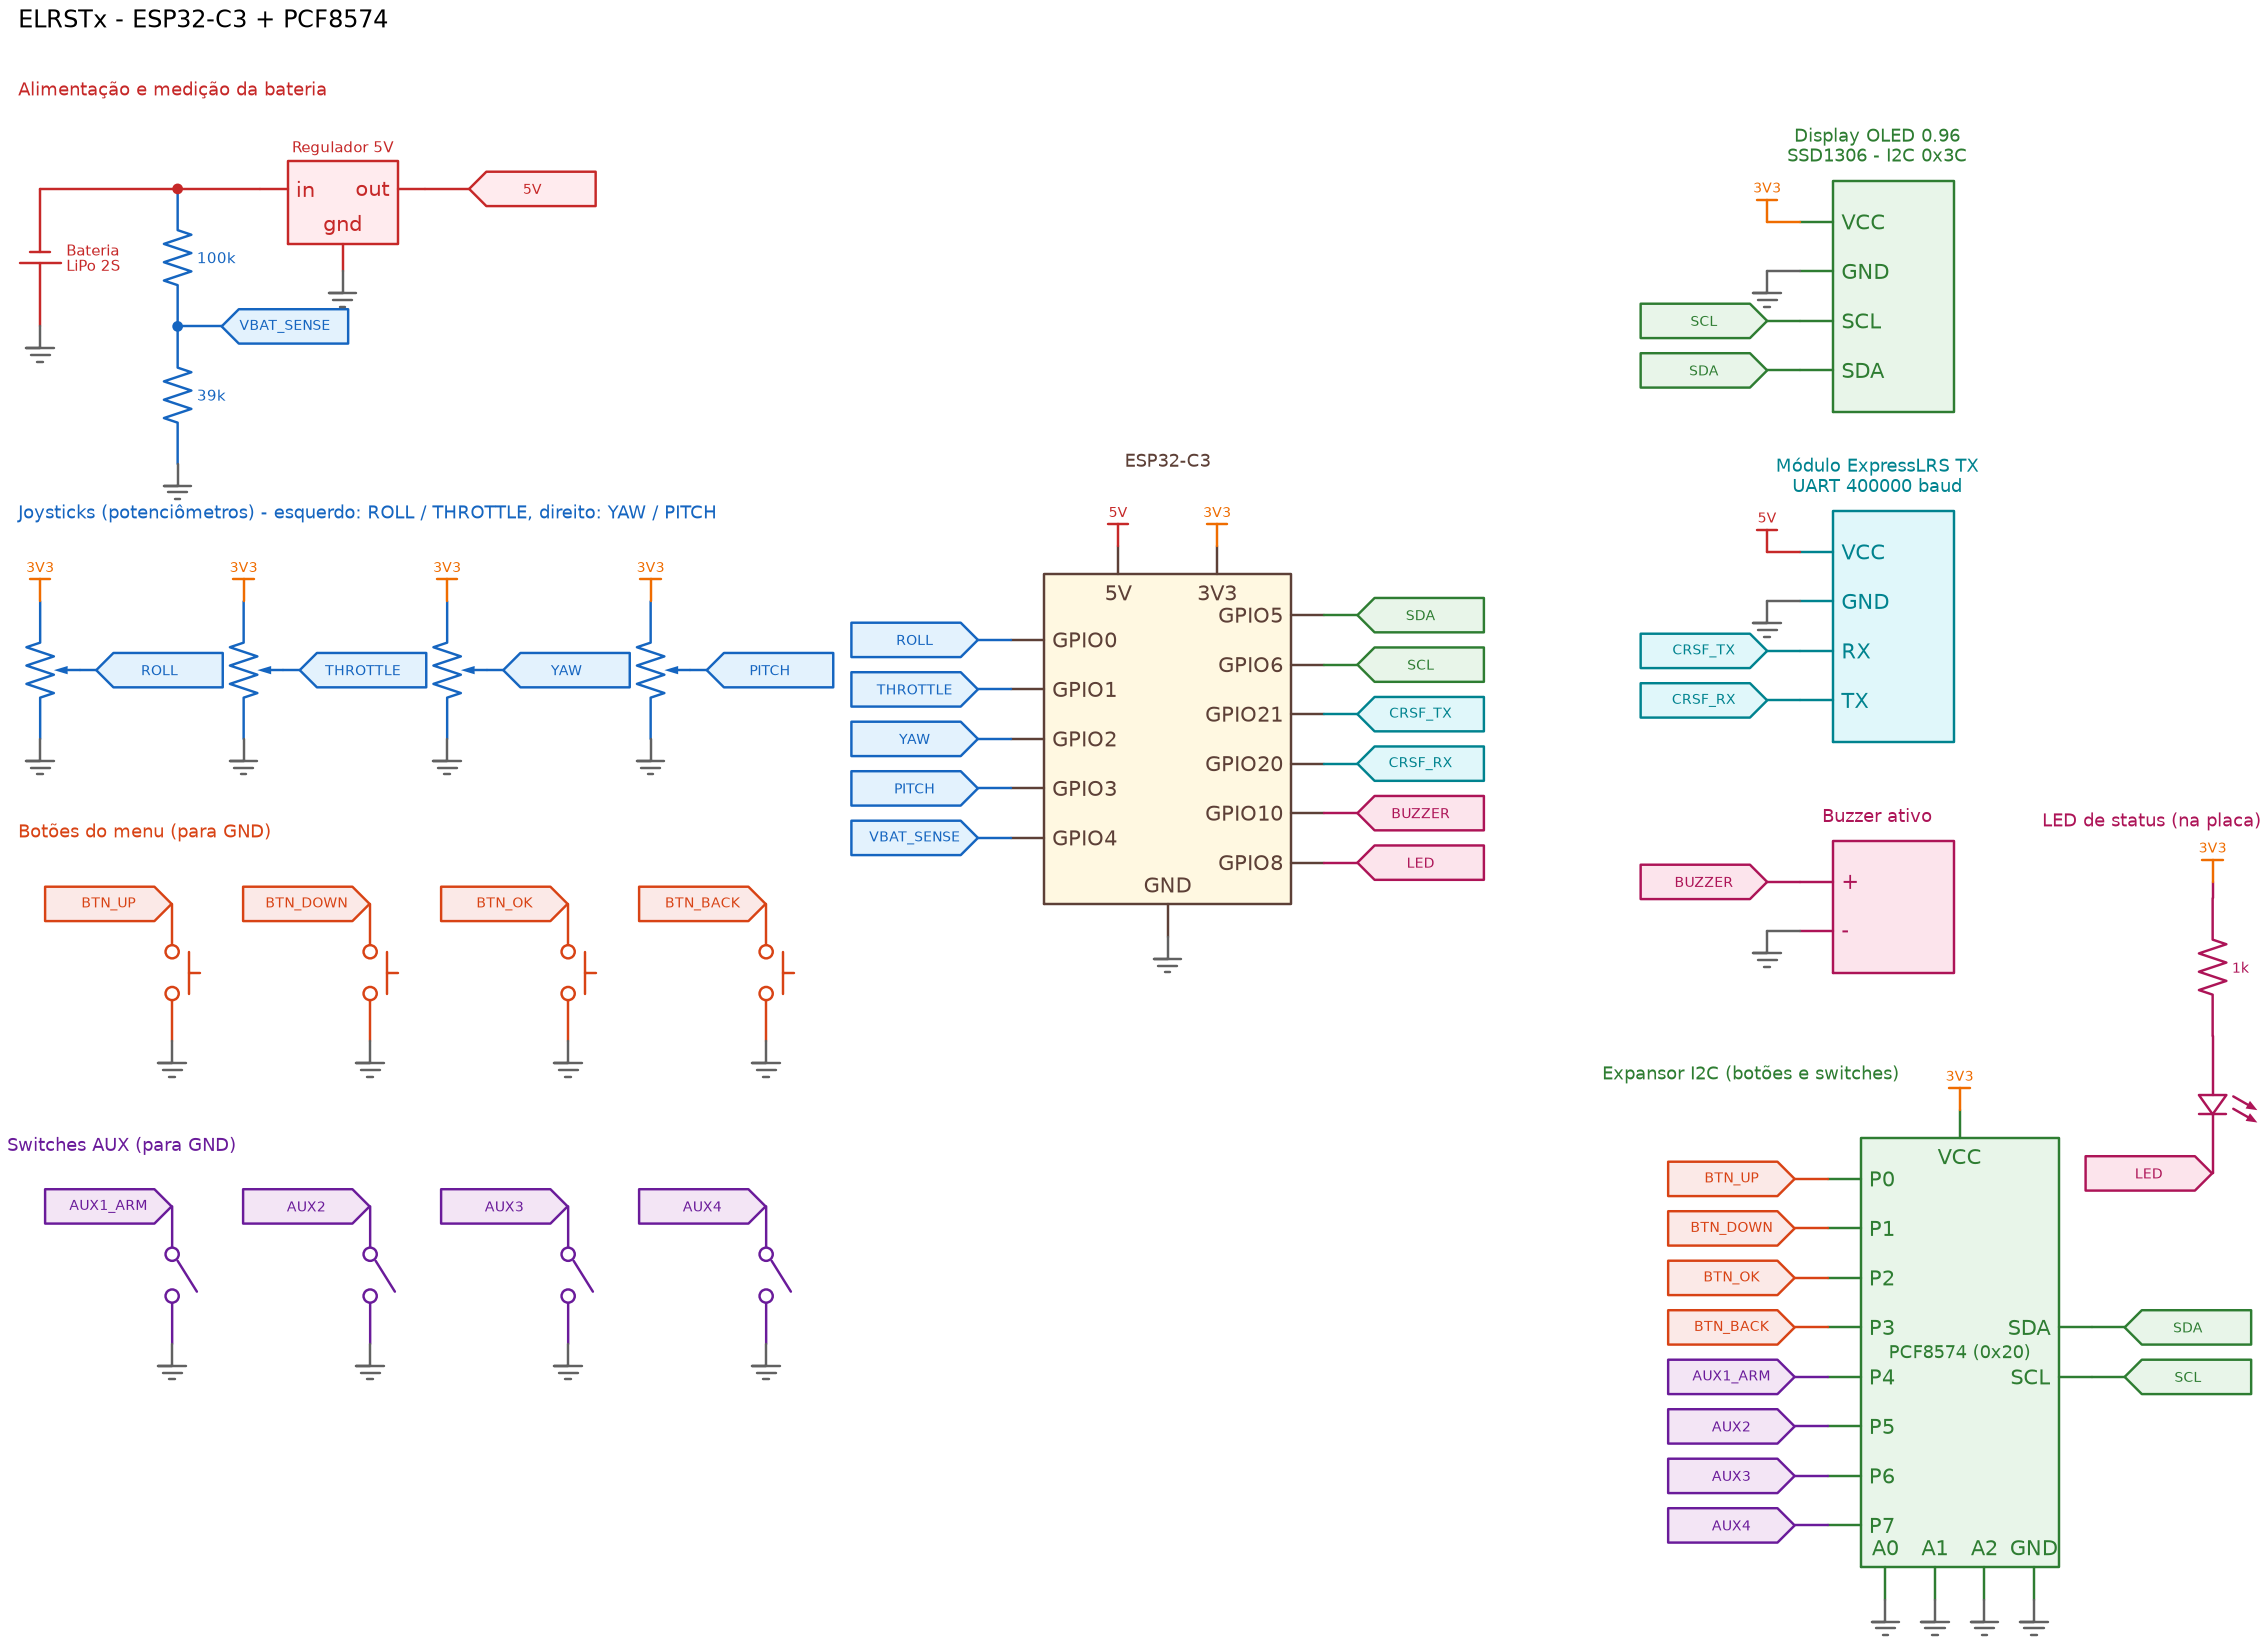 ELRSTx - ESP32-C3 + PCF8574
Alimentação e medição da bateria
Regulador 5V
in
out
gnd
5V
Bateria
LiPo 2S
100k
VBAT_SENSE
39k
Joysticks (potenciômetros) - esquerdo: ROLL / THROTTLE, direito: YAW / PITCH
3V3
3V3
3V3
3V3
ROLL
THROTTLE
YAW
PITCH
Botões do menu (para GND)
BTN_UP
BTN_DOWN
BTN_OK
BTN_BACK
Switches AUX (para GND)
AUX1_ARM
AUX2
AUX3
AUX4
ESP32-C3
5V
3V3
5V
3V3
ROLL
THROTTLE
YAW
PITCH
VBAT_SENSE
GPIO0
GPIO1
GPIO2
GPIO3
GPIO4
GPIO5
GPIO6
GPIO21
GPIO20
GPIO10
GPIO8
GND
SDA
SCL
CRSF_TX
CRSF_RX
BUZZER
LED
Display OLED 0.96
SSD1306 - I2C 0x3C
3V3
VCC
GND
SCL
SCL
SDA
SDA
Módulo ExpressLRS TX
UART 400000 baud
5V
VCC
GND
CRSF_TX
RX
CRSF_RX
TX
Buzzer ativo
BUZZER
+
-
LED de status (na placa)
3V3
1k
LED
Expansor I2C (botões e switches)
3V3
VCC
BTN_UP
P0
BTN_DOWN
P1
BTN_OK
P2
BTN_BACK
P3
SDA
SDA
PCF8574 (0x20)
AUX1_ARM
P4
SCL
SCL
AUX2
P5
AUX3
P6
AUX4
P7
A0
A1
A2
GND